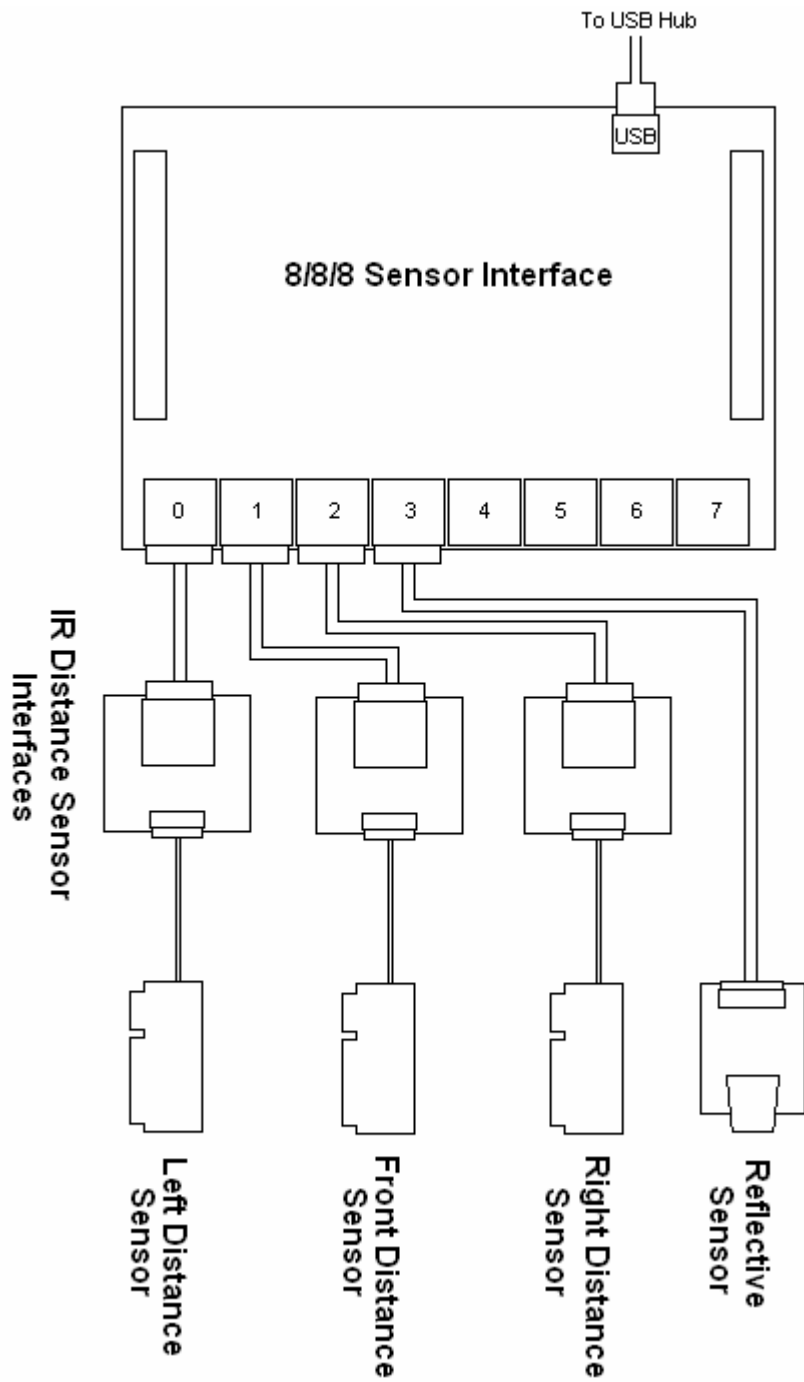 To USB Hub
USB
8/8/8 Sensor Interface
0 1 2 3 4 5 6 7
IR Distance Sensor
Interfaces
Left Distance
Sensor
Front Distance
Sensor
Right Distance
Sensor
Reflective
Sensor